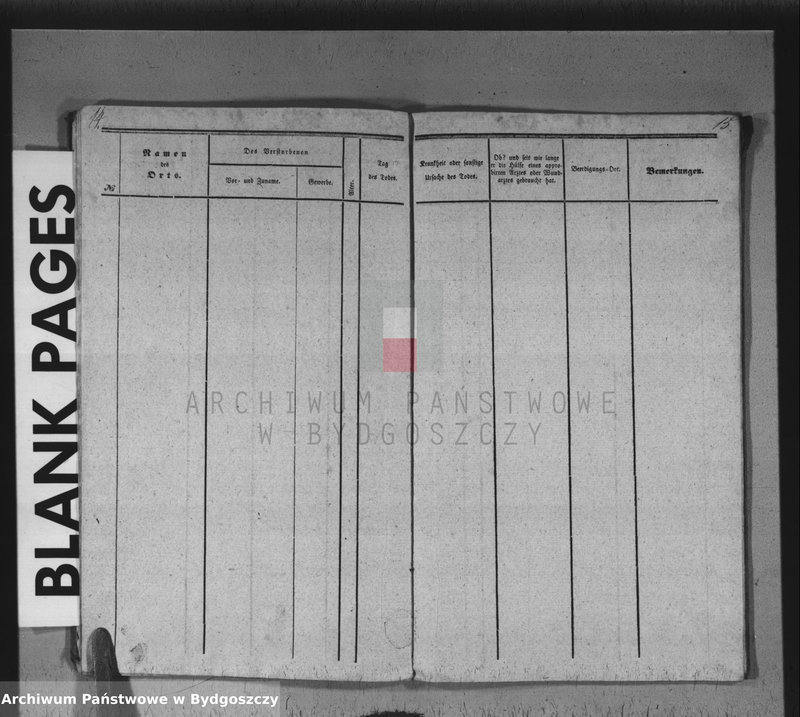 14.
15.
BLANK PAGES
№
Namen
des
Orts.
Des Verstorbenen
Vor- und Zuname.
Gewerbe.
Alter.
Tag
des Todes.
Krankheit oder sonstige
Ursache des Todes.
Ob? und seit wie lange
er die Hülfe eines appro-
birten Arztes oder Wund-
arztes gebraucht hat.
Beerdigungs-Ort.
Bemerkungen.
ARCHIWUM PAŃSTWOWE
W BYDGOSZCZY
Archiwum Państwowe w Bydgoszczy